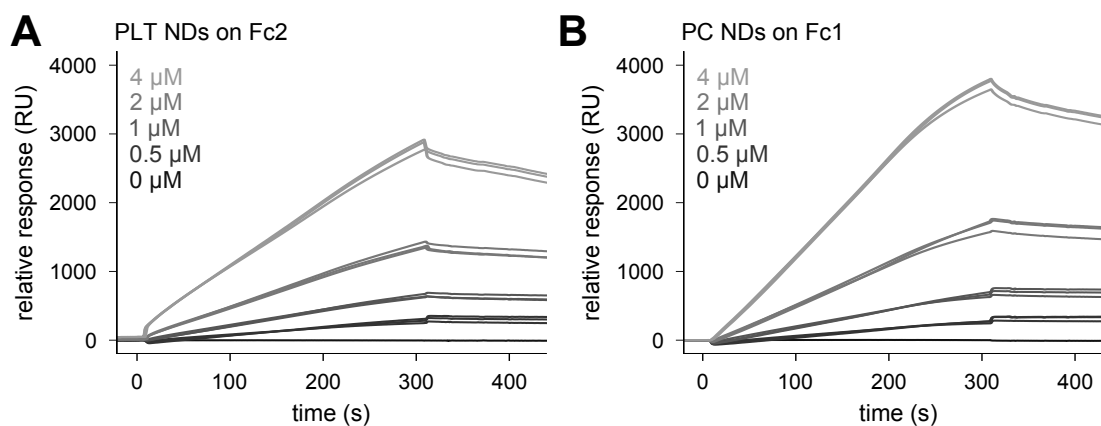 A
PLT NDs on Fc2
relative response (RU)
4000
3000
2000
1000
0
4 µM
2 µM
1 µM
0.5 µM
0 µM
0
100
200
300
400
time (s)
B
PC NDs on Fc1
relative response (RU)
4000
3000
2000
1000
0
4 µM
2 µM
1 µM
0.5 µM
0 µM
0
100
200
300
400
time (s)